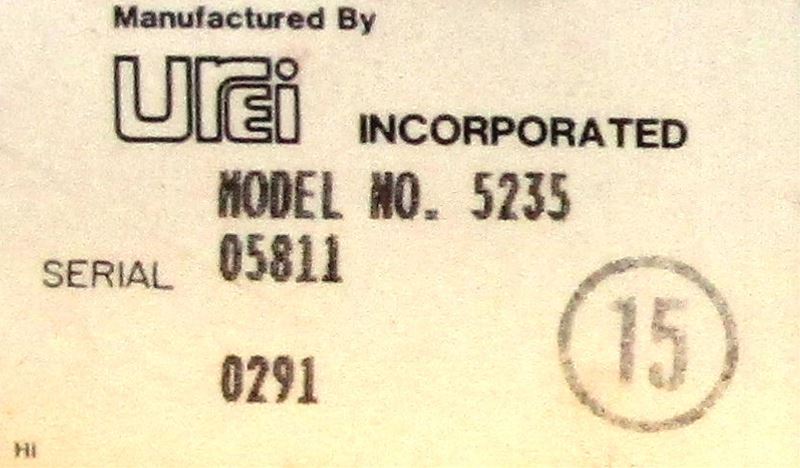 Manufactured By
urei INCORPORATED
MODEL NO. 5235
SERIAL 05811
0291
15
HI